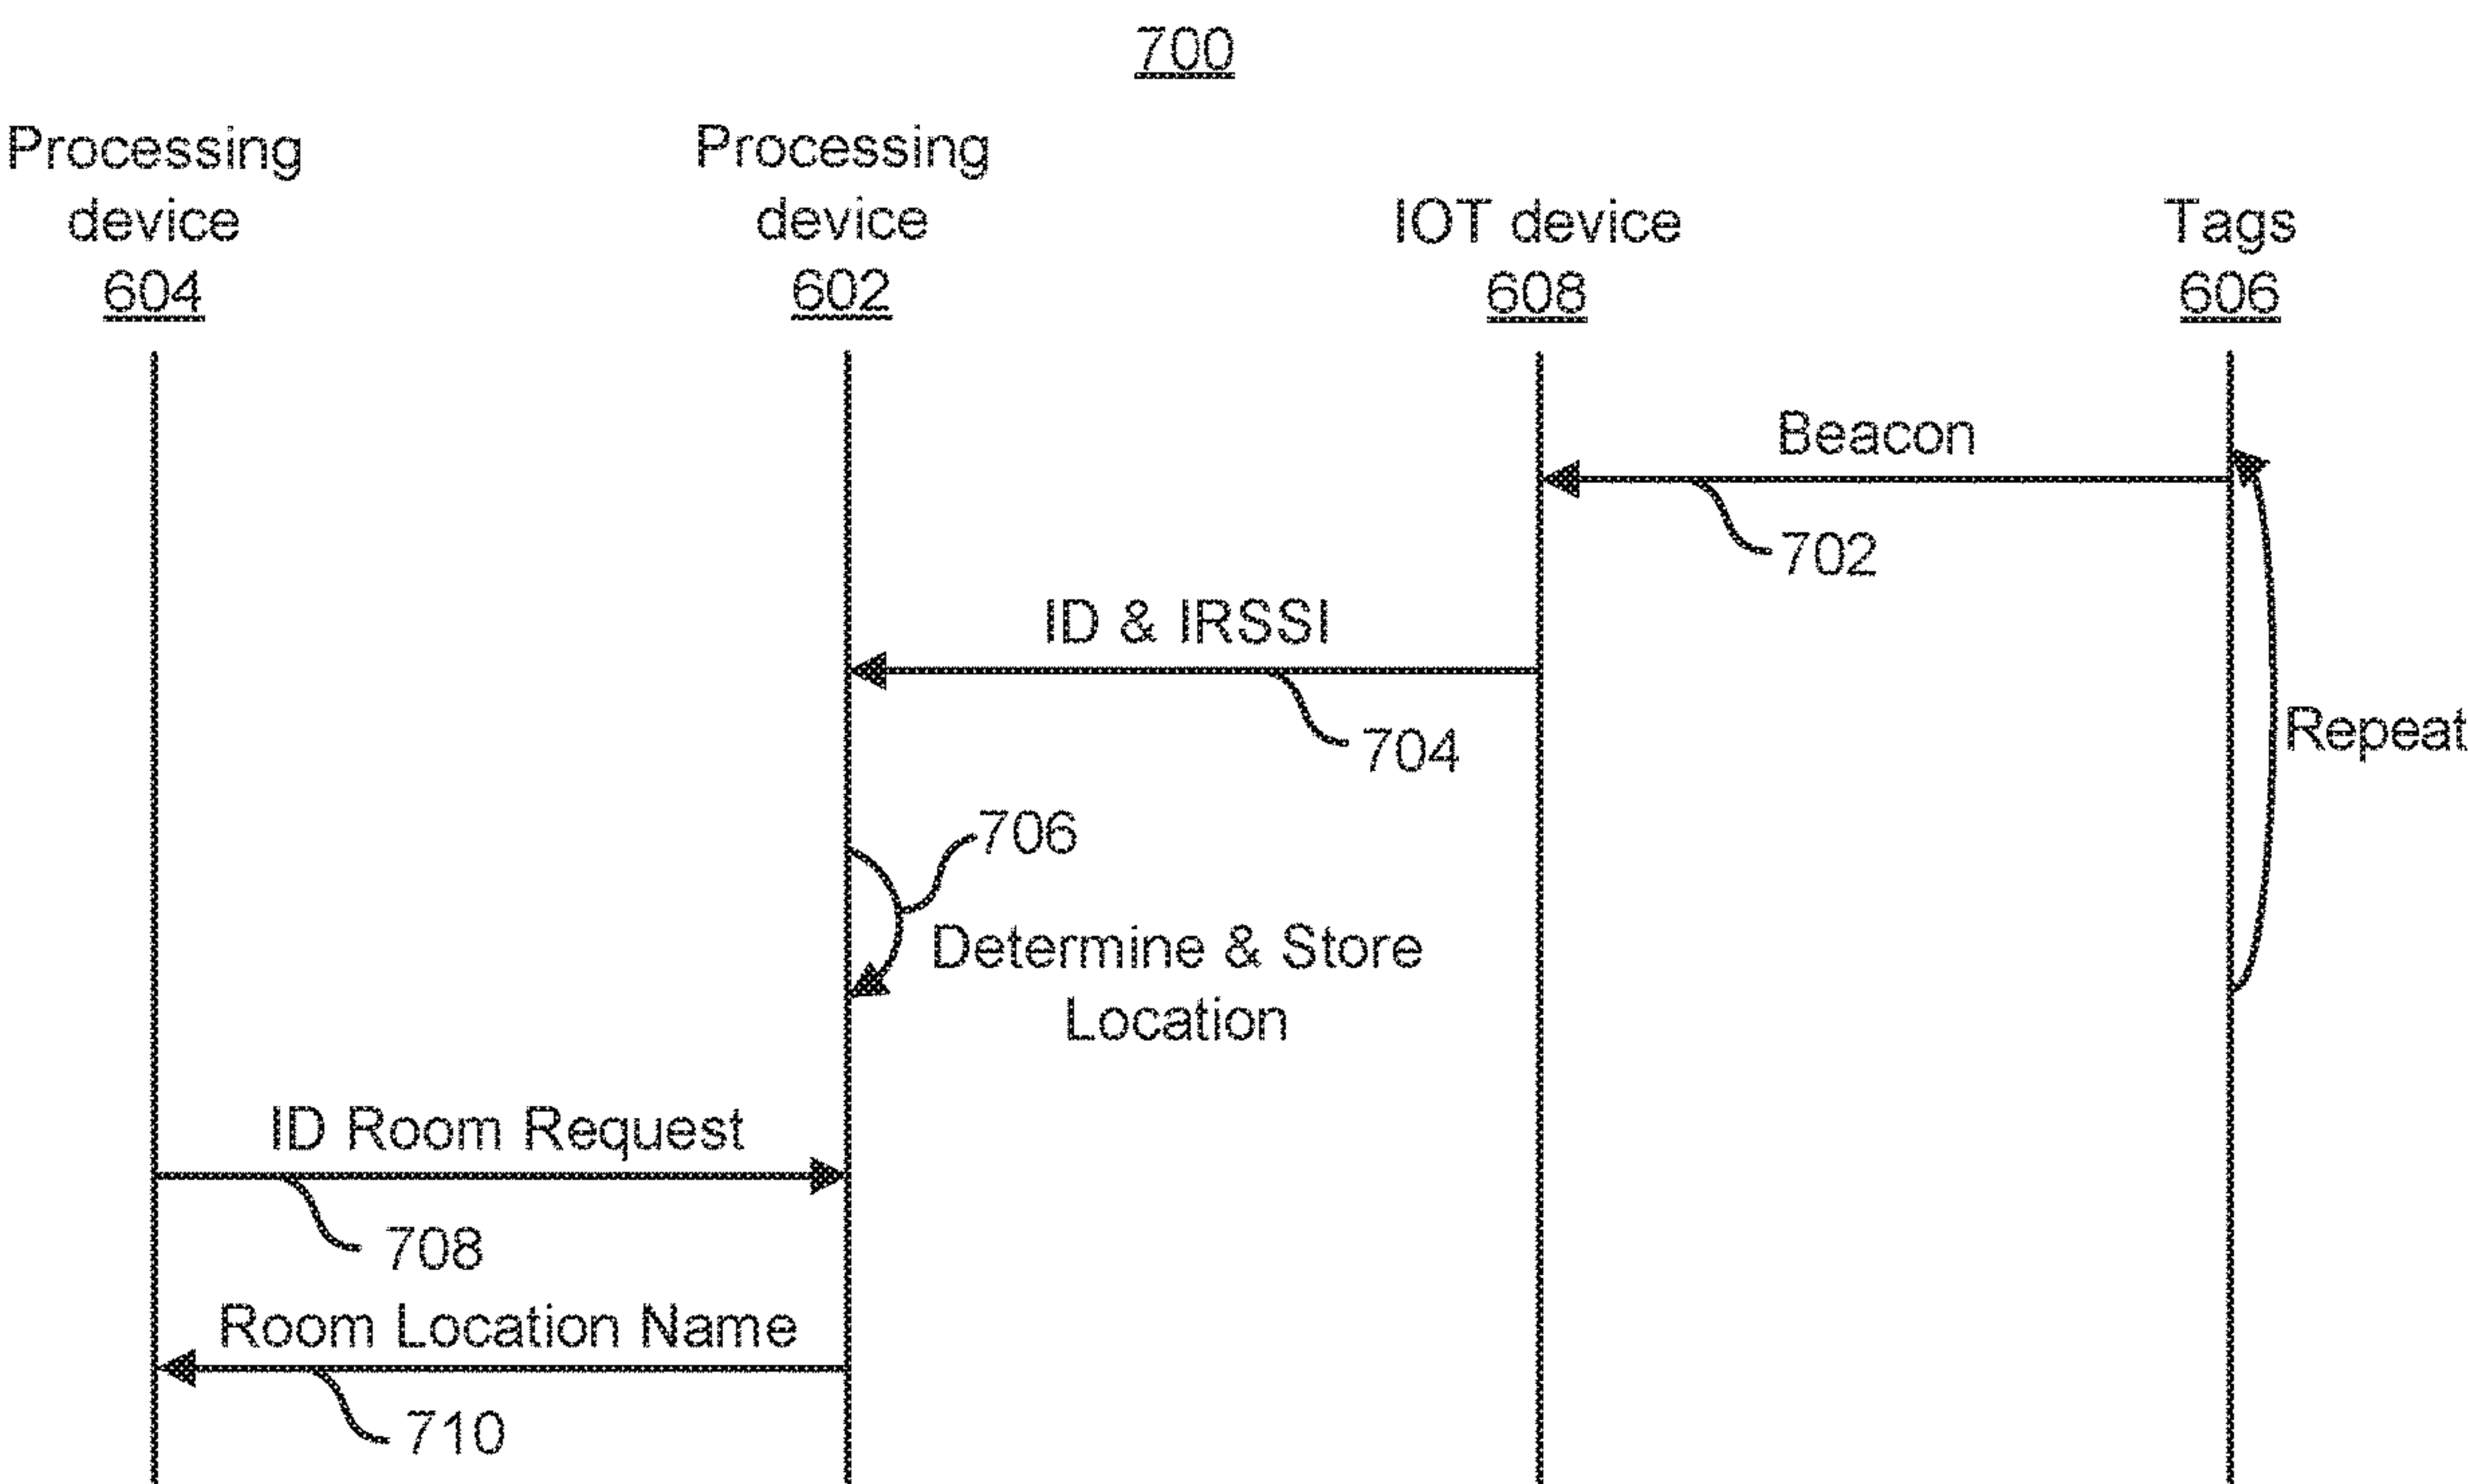 700
Processing
device
604
Processing
device
602
IOT device
608
Tags
606
Beacon
702
ID & IRSSI
704
Repeat
706
Determine & Store
Location
ID Room Request
708
Room Location Name
710